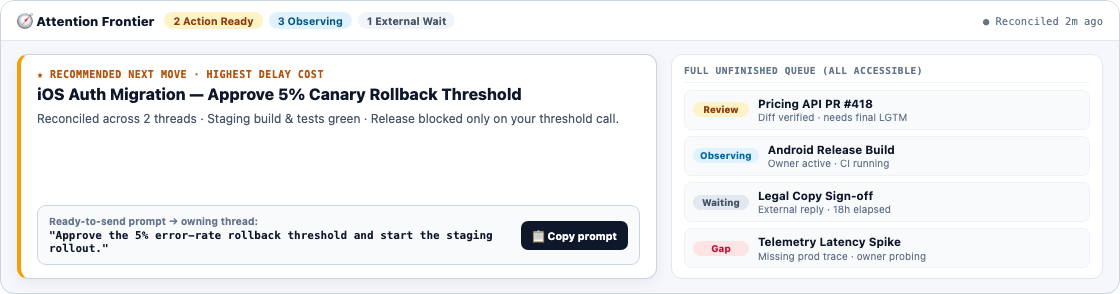 🧭 Attention Frontier
2 Action Ready
3 Observing
1 External Wait
● Reconciled 2m ago
★ RECOMMENDED NEXT MOVE · HIGHEST DELAY COST
iOS Auth Migration — Approve 5% Canary Rollback Threshold
Reconciled across 2 threads · Staging build & tests green · Release blocked only on your threshold call.
Ready-to-send prompt → owning thread:
"Approve the 5% error-rate rollback threshold and start the staging
rollout."
📋 Copy prompt
FULL UNFINISHED QUEUE (ALL ACCESSIBLE)
Review
Pricing API PR #418
Diff verified · needs final LGTM
Observing
Android Release Build
Owner active · CI running
Waiting
Legal Copy Sign-off
External reply · 18h elapsed
Gap
Telemetry Latency Spike
Missing prod trace · owner probing